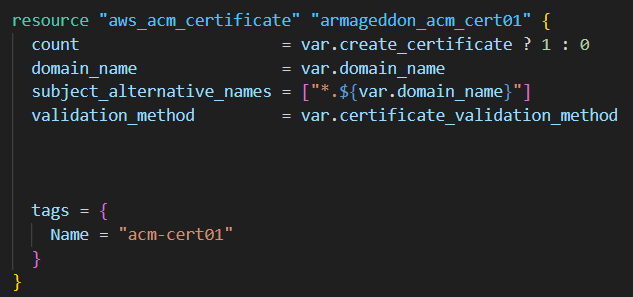 resource "aws_acm_certificate" "armageddon_acm_cert01" {
  count                     = var.create_certificate ? 1 : 0
  domain_name               = var.domain_name
  subject_alternative_names = ["*.${var.domain_name}"]
  validation_method         = var.certificate_validation_method
  tags = {
    Name = "acm-cert01"
  }
}